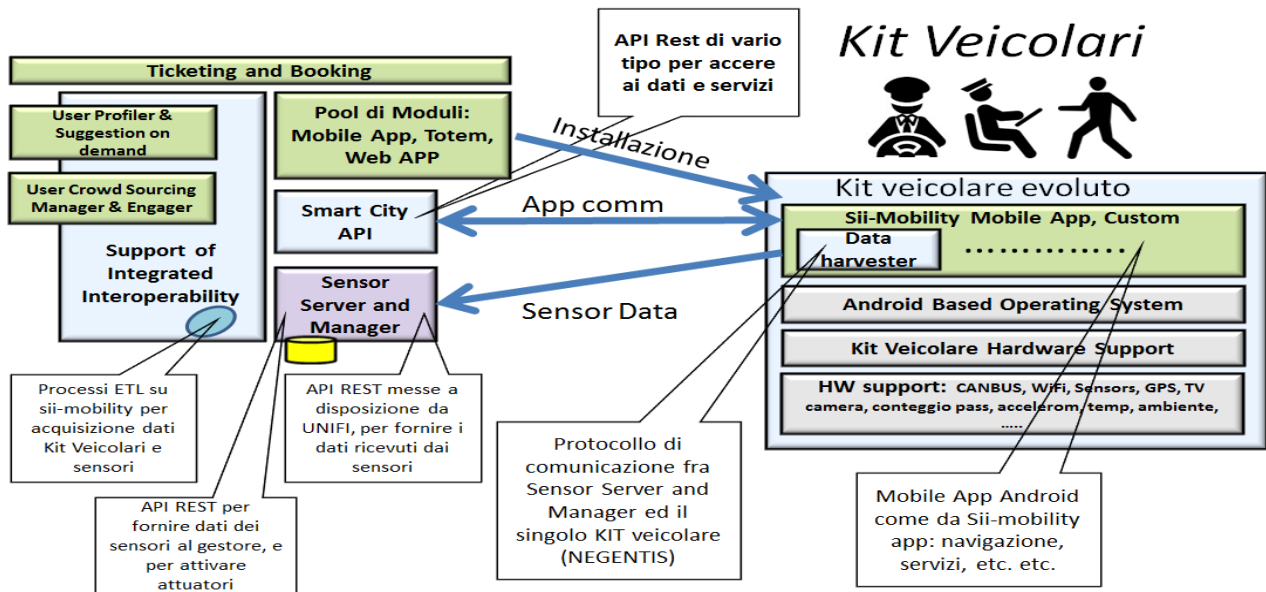 Kit Veicolari
API Rest di vario
tipo per accere
ai dati e servizi
Ticketing and Booking
User Profiler &
Suggestion on
demand
User Crowd Sourcing
Manager & Engager
Support of
Integrated
Interoperability
Pool di Moduli:
Mobile App, Totem,
Web APP
Smart City
API
Sensor
Server and
Manager
Installazione
App comm
Sensor Data
Kit veicolare evoluto
Sii-Mobility Mobile App, Custom
Data
harvester
...............
Android Based Operating System
Kit Veicolare Hardware Support
HW support: CANBUS, WiFi, Sensors, GPS, TV
camera, conteggio pass, accelerom, temp, ambiente,
.....
Processi ETL su
sii-mobility per
acquisizione dati
Kit Veicolari e
sensori
API REST messe a
disposizione da
UNIFI, per fornire i
dati ricevuti dai
sensori
API REST per
fornire dati dei
sensori al gestore, e
per attivare
attuatori
Protocollo di
comunicazione fra
Sensor Server and
Manager ed il
singolo KIT veicolare
(NEGENTIS)
Mobile App Android
come da Sii-mobility
app: navigazione,
servizi, etc. etc.